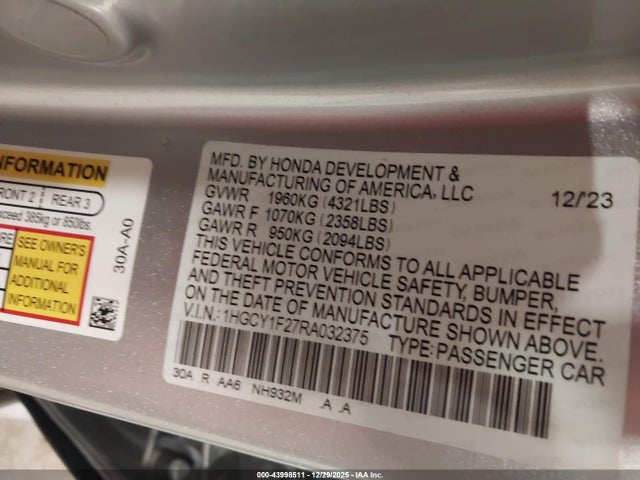 INFORMATION
FRONT 2 REAR 3
exceed 385kg or 850lbs.
SEE OWNER'S
MANUAL FOR
ADDITIONAL
INFORMATION
30A-A0
MFD. BY HONDA DEVELOPMENT &
MANUFACTURING OF AMERICA, LLC
GVWR 1960KG (4321LBS) 12/'23
GAWR F 1070KG (2358LBS)
GAWR R 950KG (2094LBS)
THIS VEHICLE CONFORMS TO ALL APPLICABLE
FEDERAL MOTOR VEHICLE SAFETY, BUMPER,
AND THEFT PREVENTION STANDARDS IN EFFECT
ON THE DATE OF MANUFACTURE SHOWN ABOVE.
V.I.N.: 1HGCY1F27RA032375 TYPE: PASSENGER CAR
30A R AA6 NH932M .A .A
000-43998511 - 12/29/2025 - IAA Inc.